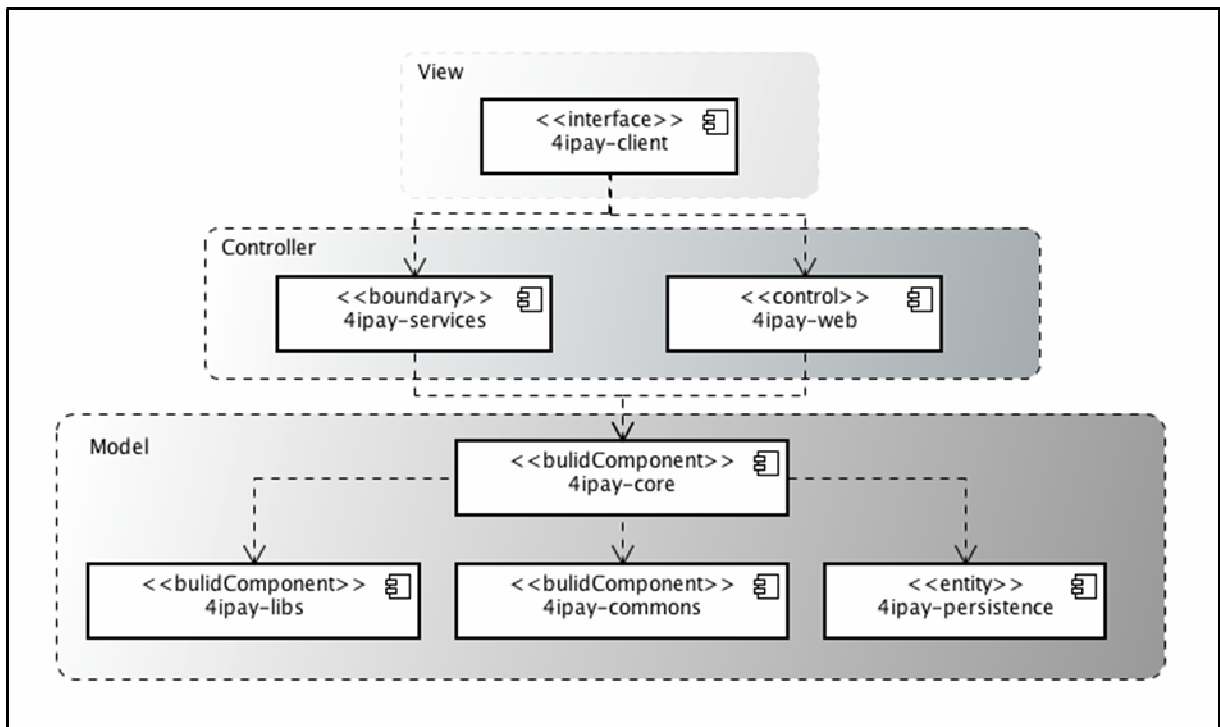 View
<<interface>>
4ipay-client
Controller
<<boundary>>
4ipay-services
<<control>>
4ipay-web
Model
<<bulidComponent>>
4ipay-core
<<bulidComponent>>
4ipay-libs
<<bulidComponent>>
4ipay-commons
<<entity>>
4ipay-persistence